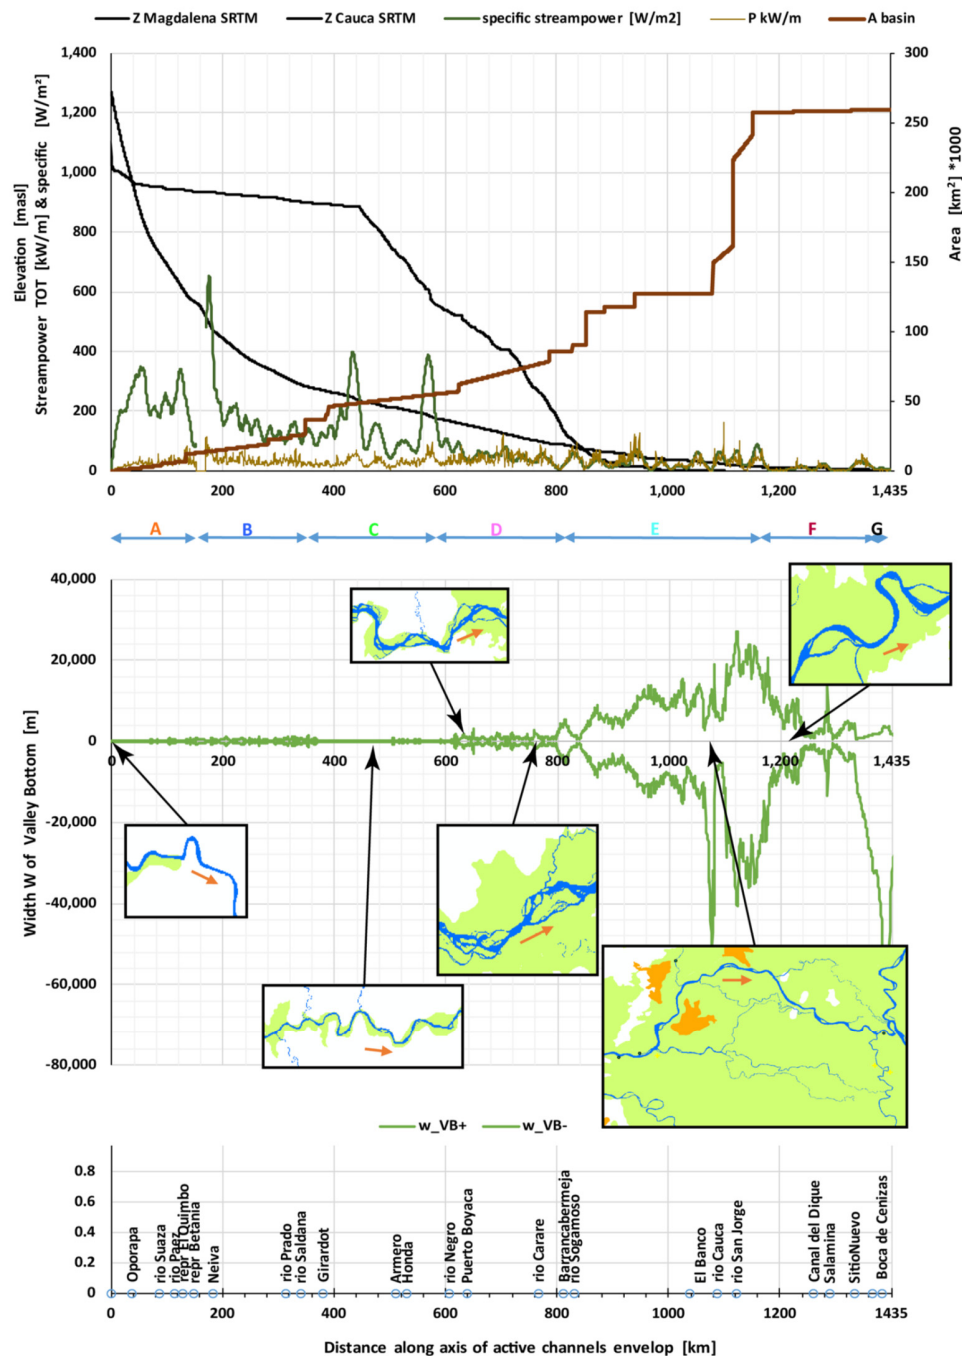 Z Magdalena SRTM Z Cauca SRTM specific streampower [W/m2] P kW/m A basin
Elevation [masl]
Streampower TOT [kW/m] & specific [W/m²]
1,400
1,200
1,000
800
600
400
200
0
300
250
200
150
100
50
0
Area [km²] *1000
0 200 400 600 800 1,000 1,200 1,435
A B C D E F G
Width W of Valley Bottom [m]
40,000
20,000
0
-20,000
-40,000
-60,000
-80,000
0 200 400 600 800 1,000 1,200 1,435
w_VB+ w_VB-
0.8
0.6
0.4
0.2
0
Oporapa
rio Suaza
rio Paez
repr El Quimbo
repr Betania
Neiva
rio Prado
rio Saldana
Girardot
Armero
Honda
rio Negro
Puerto Boyaca
rio Carare
Barrancabermeja
rio Sogamoso
El Banco
rio Cauca
rio San Jorge
Canal del Dique
Salamina
SitioNuevo
Boca de Cenizas
0 200 400 600 800 1000 1200 1435
Distance along axis of active channels envelop [km]